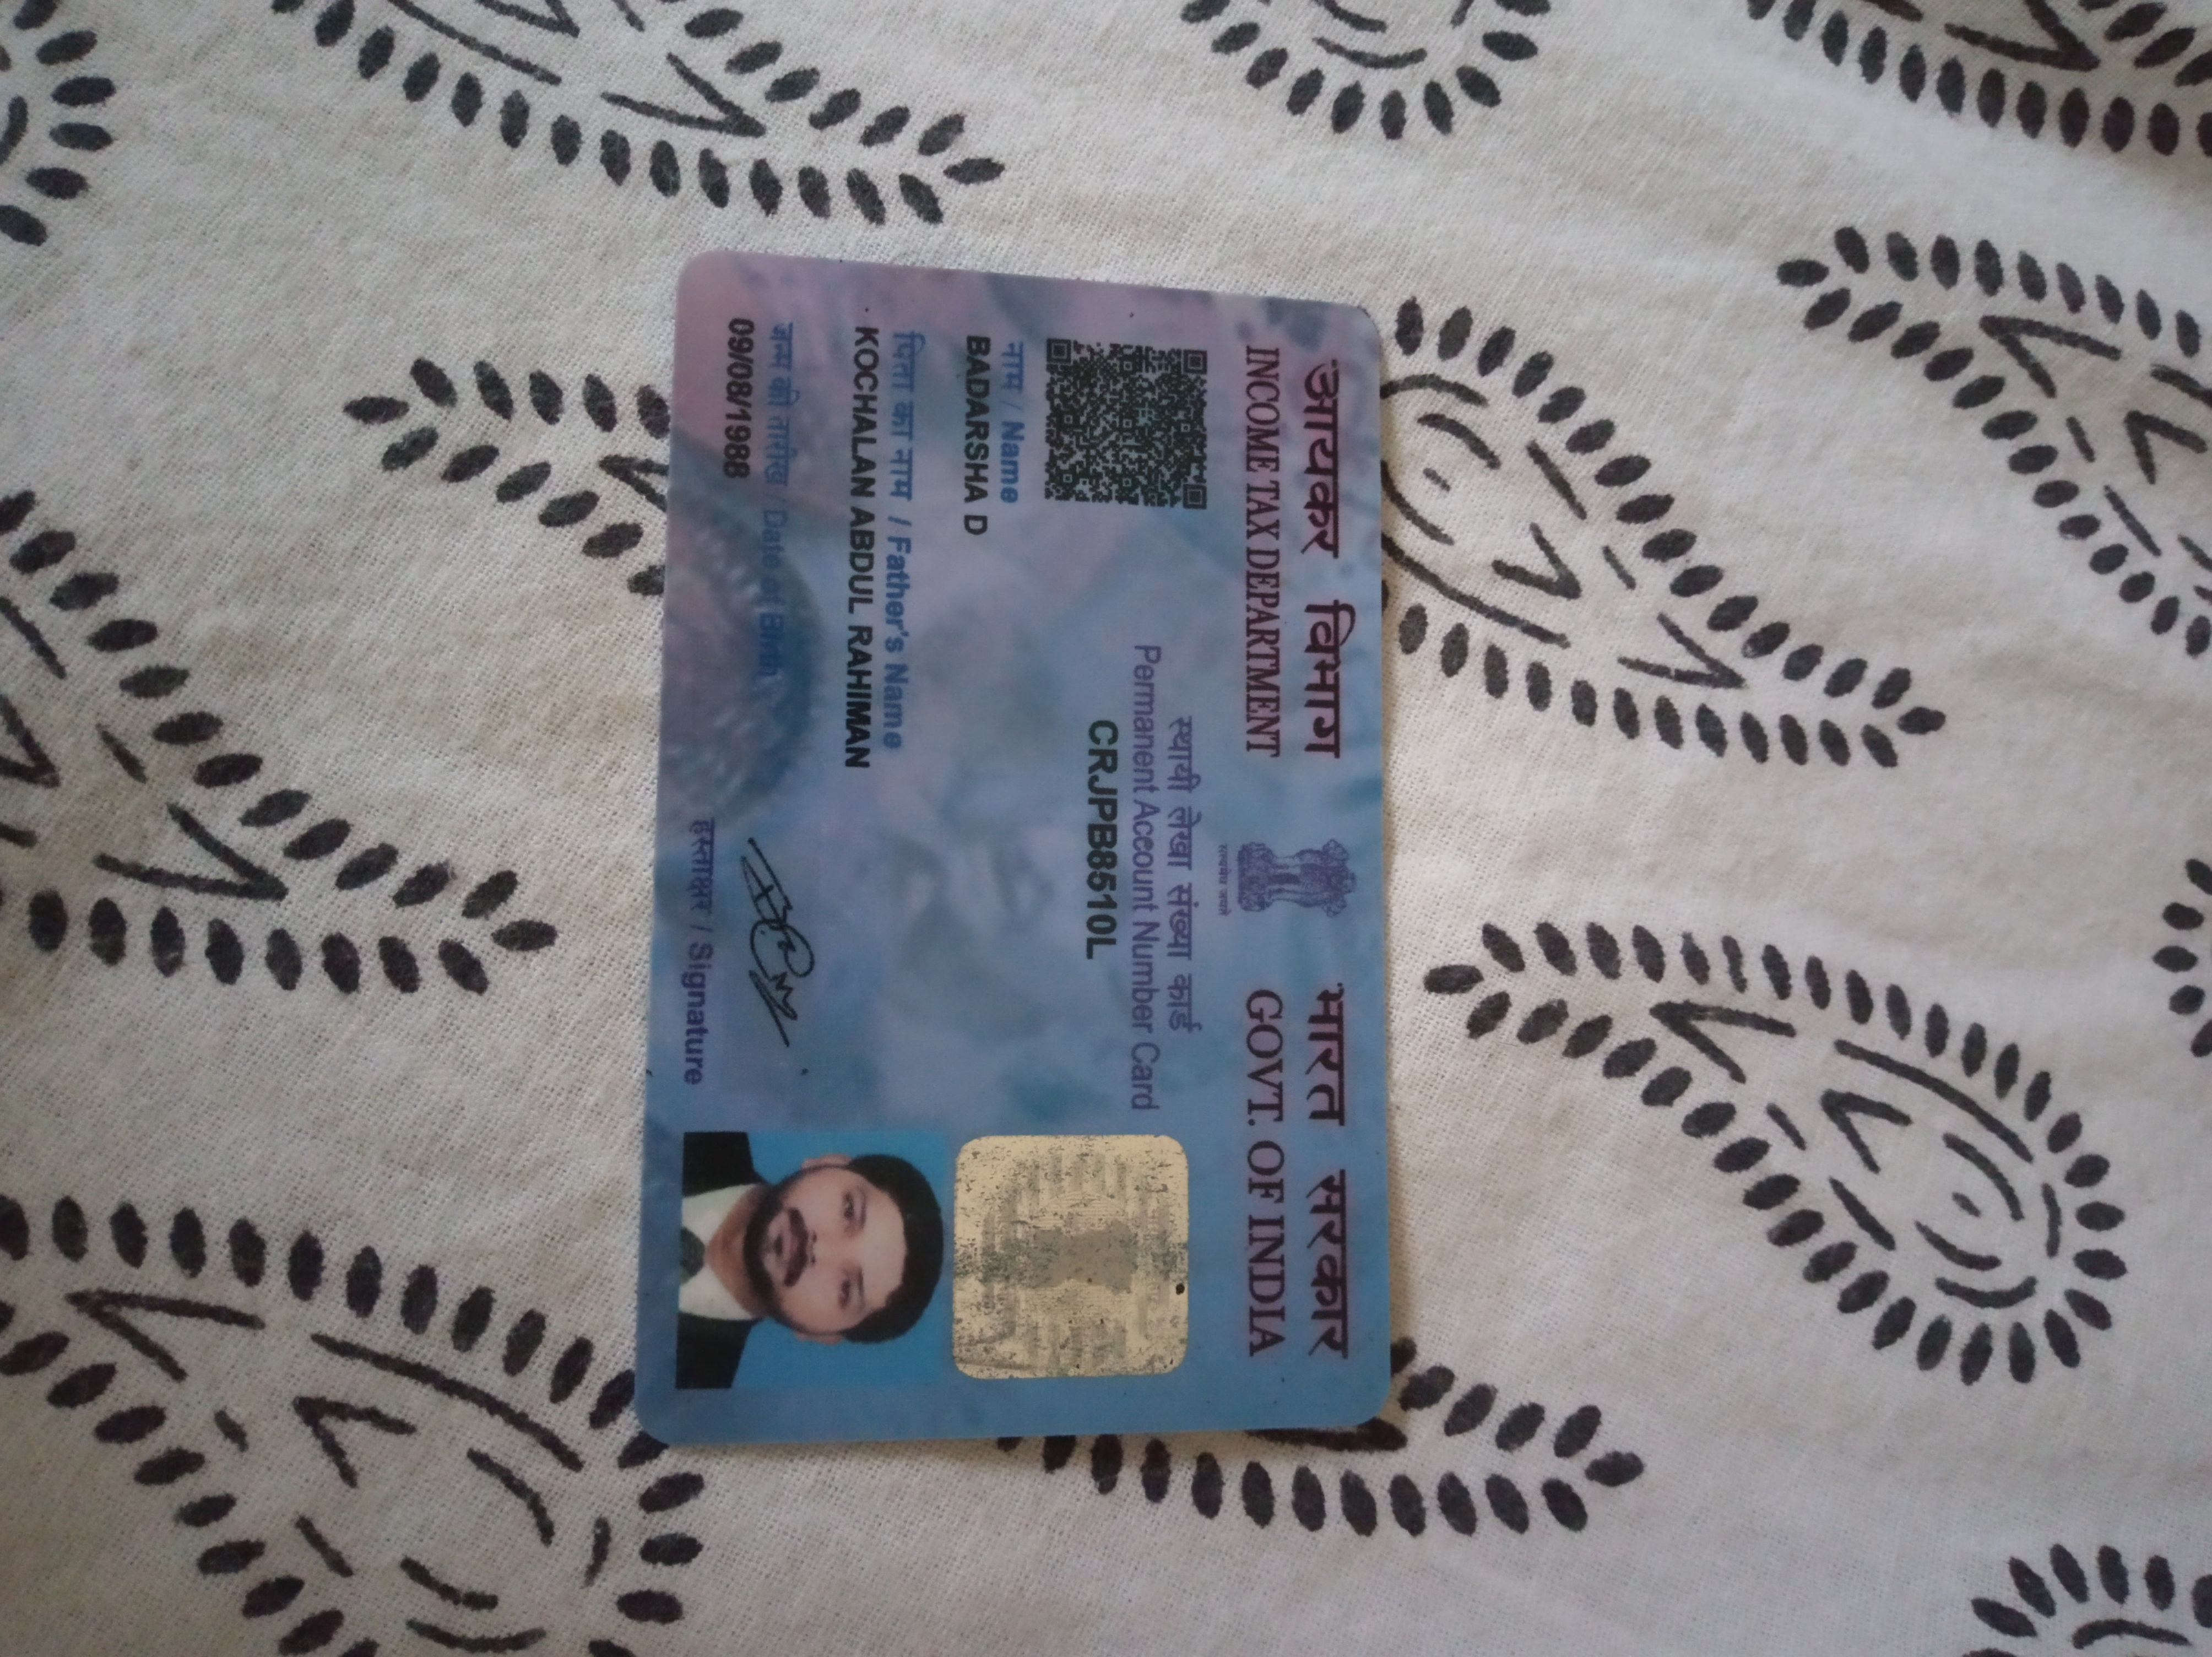 आयकर विभाग
INCOME TAX DEPARTMENT
सत्यमेव जयते
भारत सरकार
GOVT. OF INDIA
स्थायी लेखा संख्या कार्ड
Permanent Account Number Card
CRJPB8510L
नाम / Name
BADARSHA D
पिता का नाम / Father's Name
KOCHALAN ABDUL RAHIMAN
जन्म की तारीख / Date of Birth
09/08/1988
हस्ताक्षर / Signature